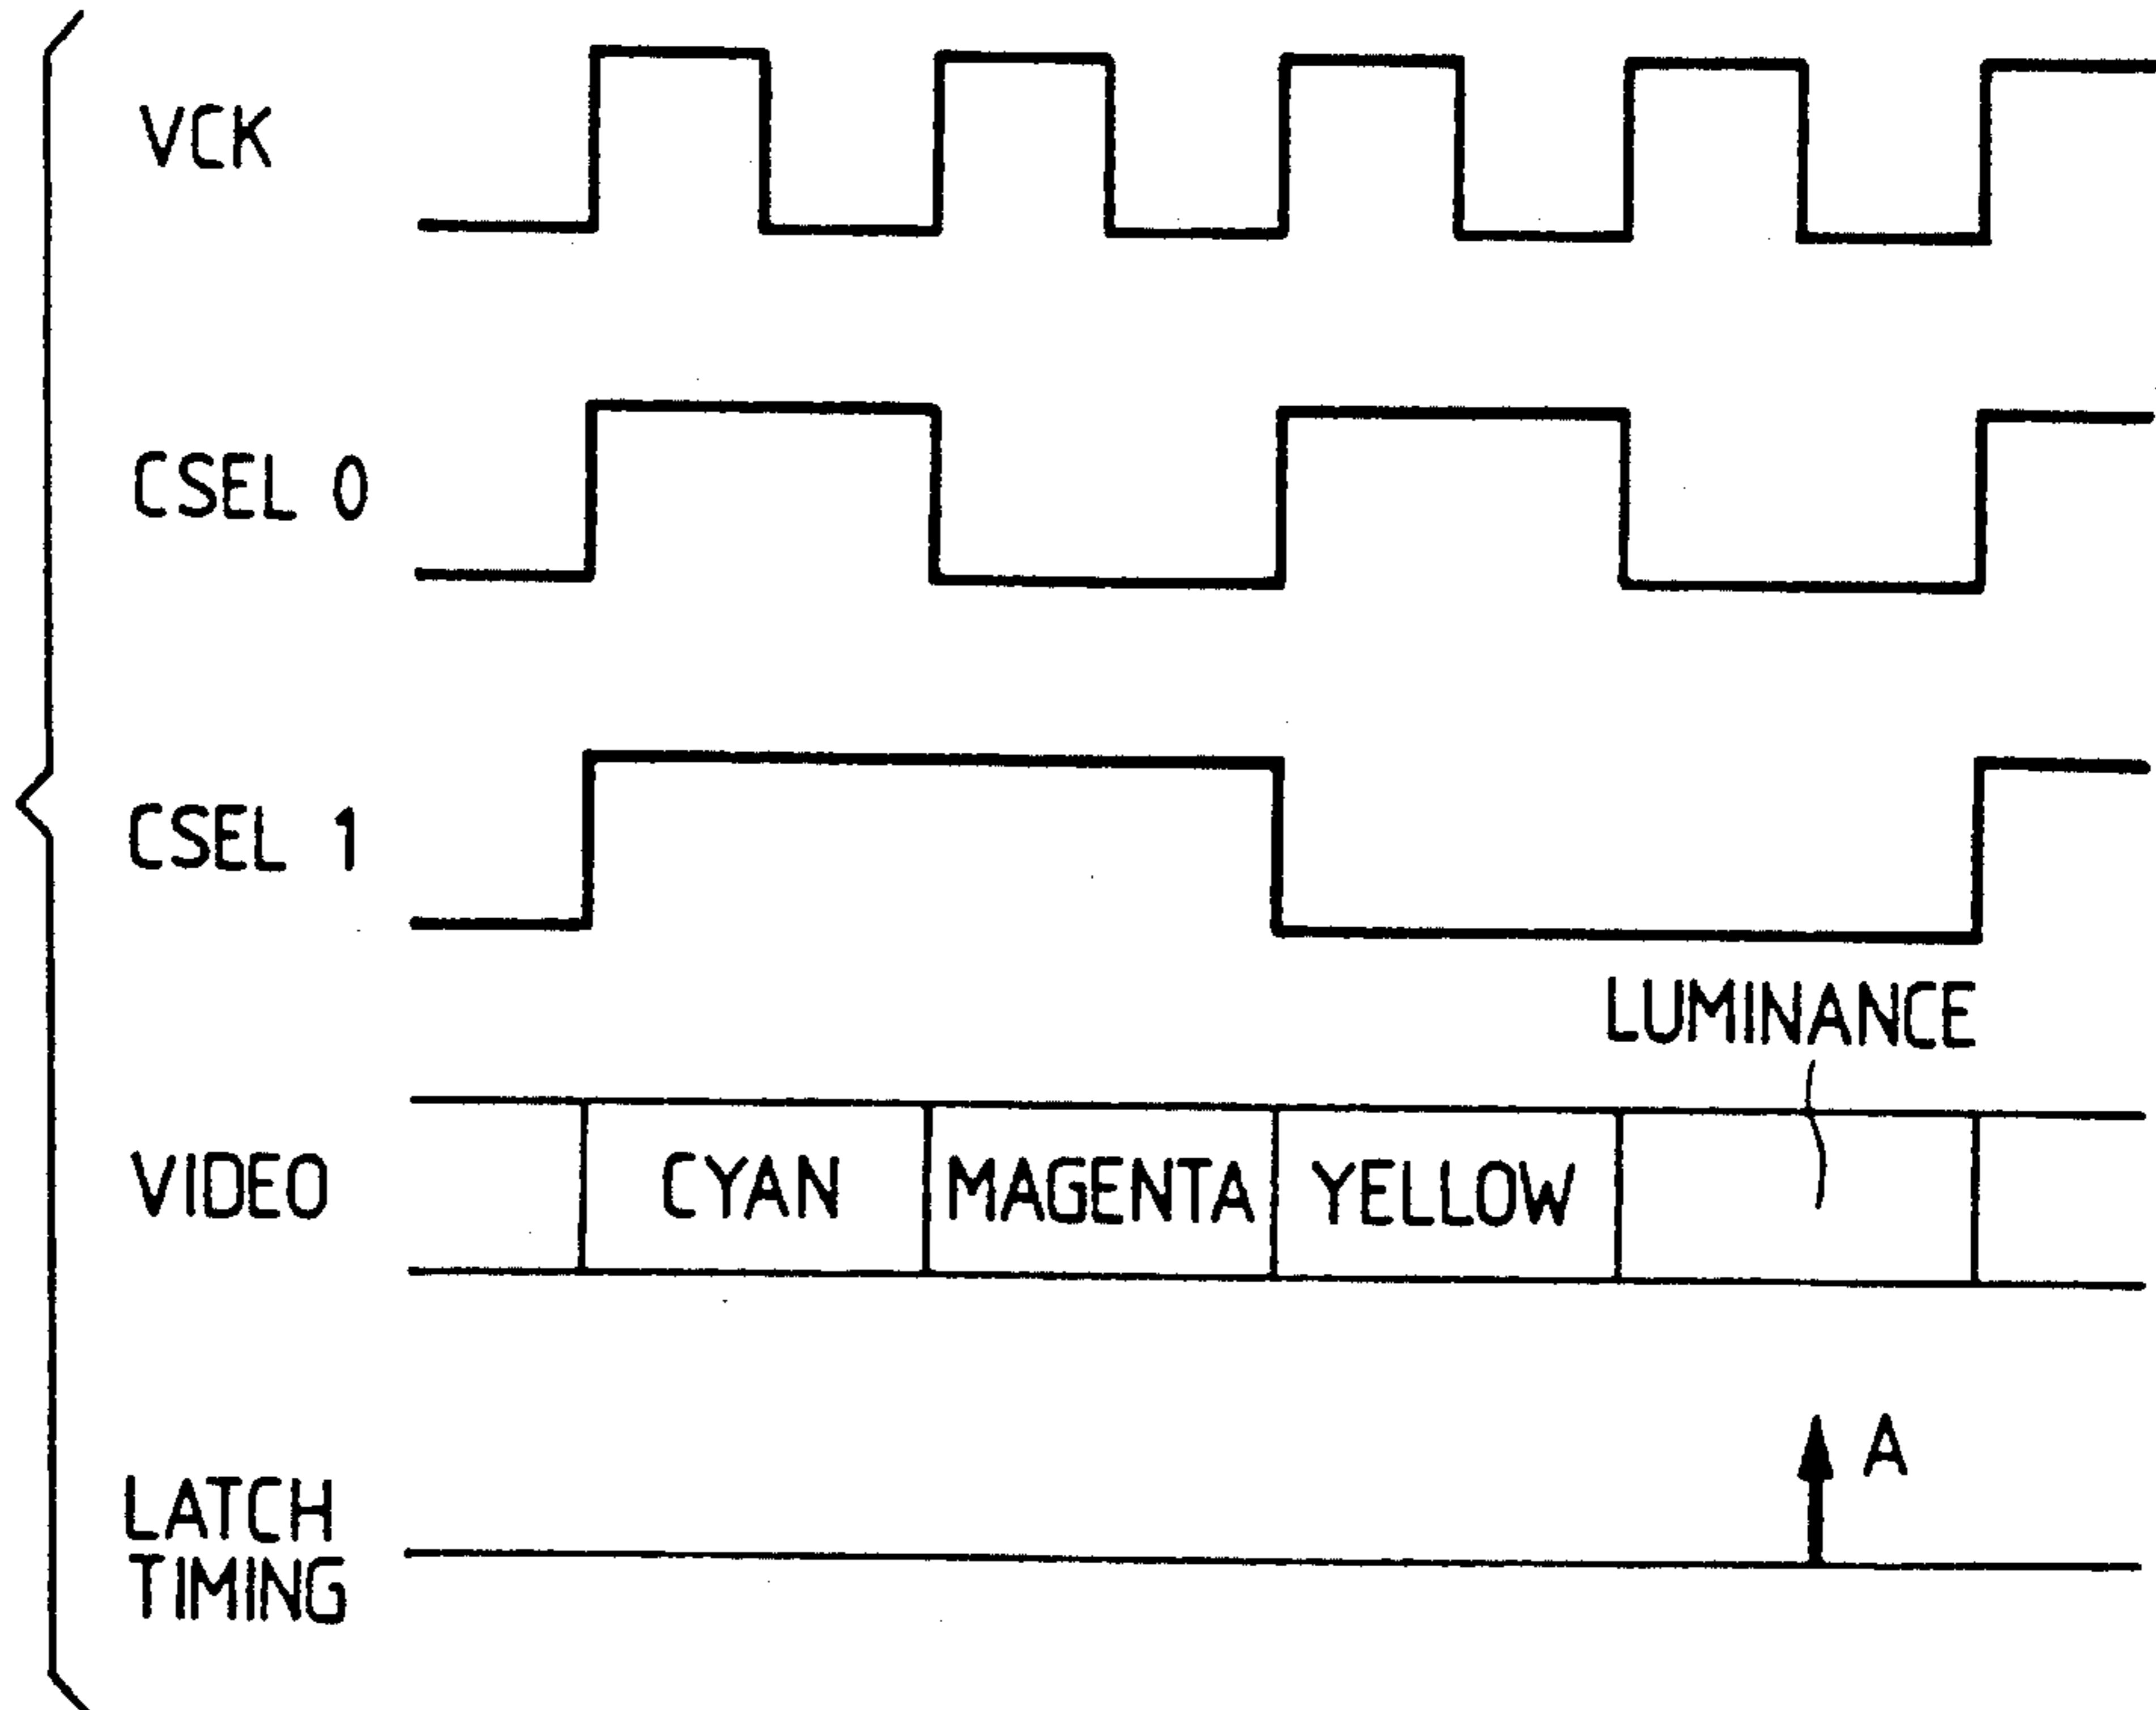 VCK
CSEL 0
CSEL 1
LUMINANCE
VIDEO CYAN MAGENTA YELLOW
A
LATCH
TIMING